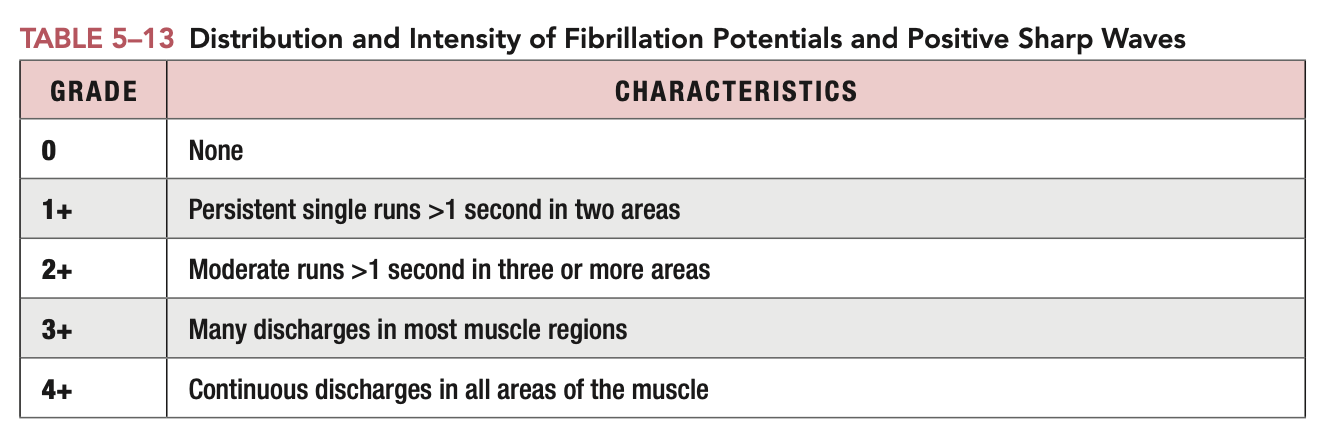 TABLE 5–13 Distribution and Intensity of Fibrillation Potentials and Positive Sharp Waves
GRADE CHARACTERISTICS
0 None
1+ Persistent single runs >1 second in two areas
2+ Moderate runs >1 second in three or more areas
3+ Many discharges in most muscle regions
4+ Continuous discharges in all areas of the muscle